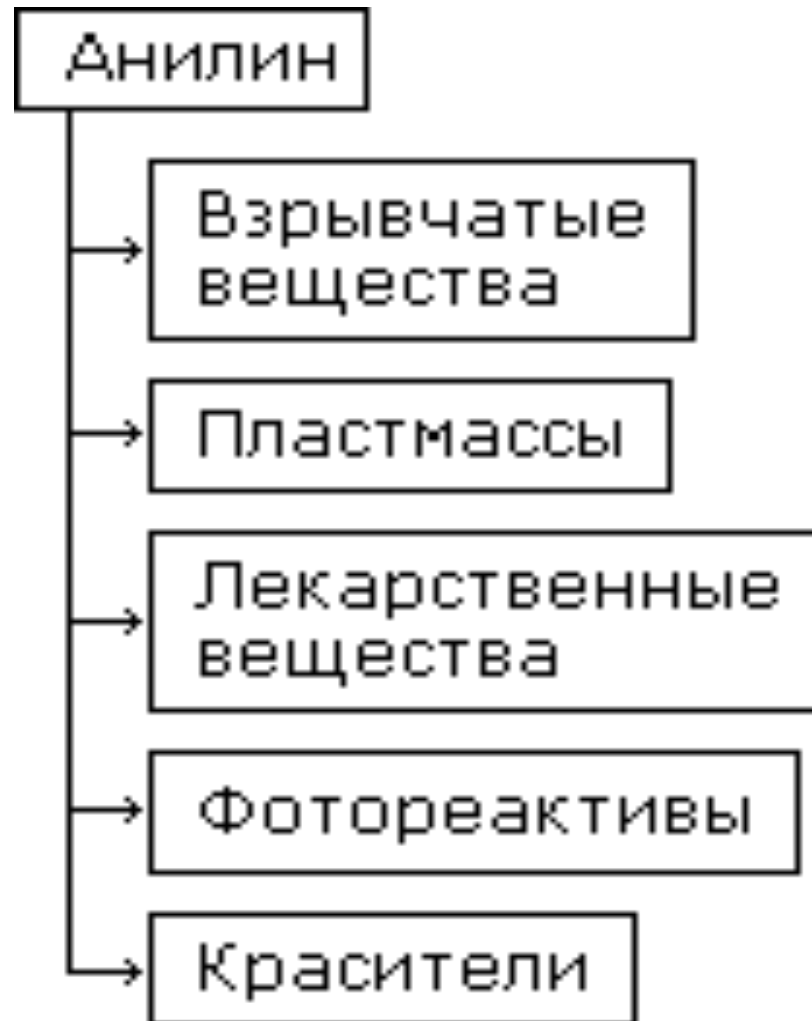 Анилин
Взрывчатые
вещества
Пластмассы
Лекарственные
вещества
Фотореактивы
Красители